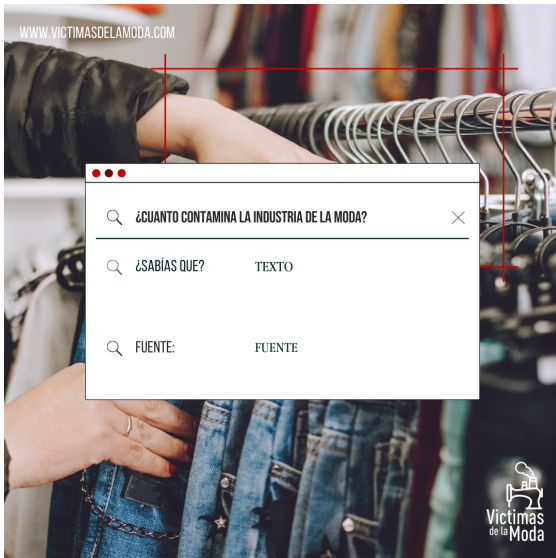 WWW.VICTIMASDELAMODA.COM
¿CUANTO CONTAMINA LA INDUSTRIA DE LA MODA?
¿SABÍAS QUE? TEXTO
FUENTE: FUENTE
Victimas
de la Moda